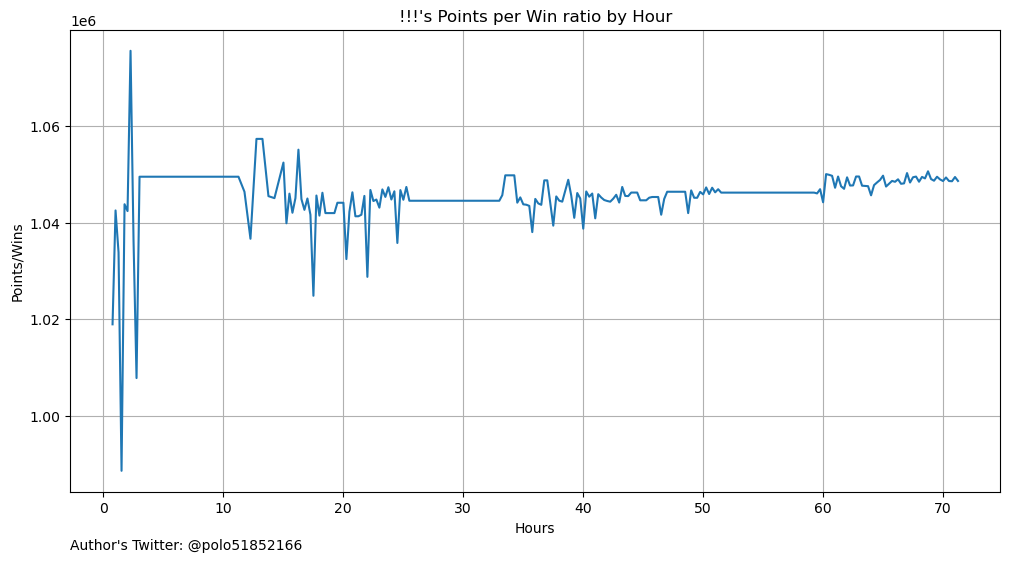 !!!'s Points per Win ratio by Hour
1e6
1.06
1.04
1.02
1.00
Points/Wins
0 10 20 30 40 50 60 70
Hours
Author's Twitter: @polo51852166